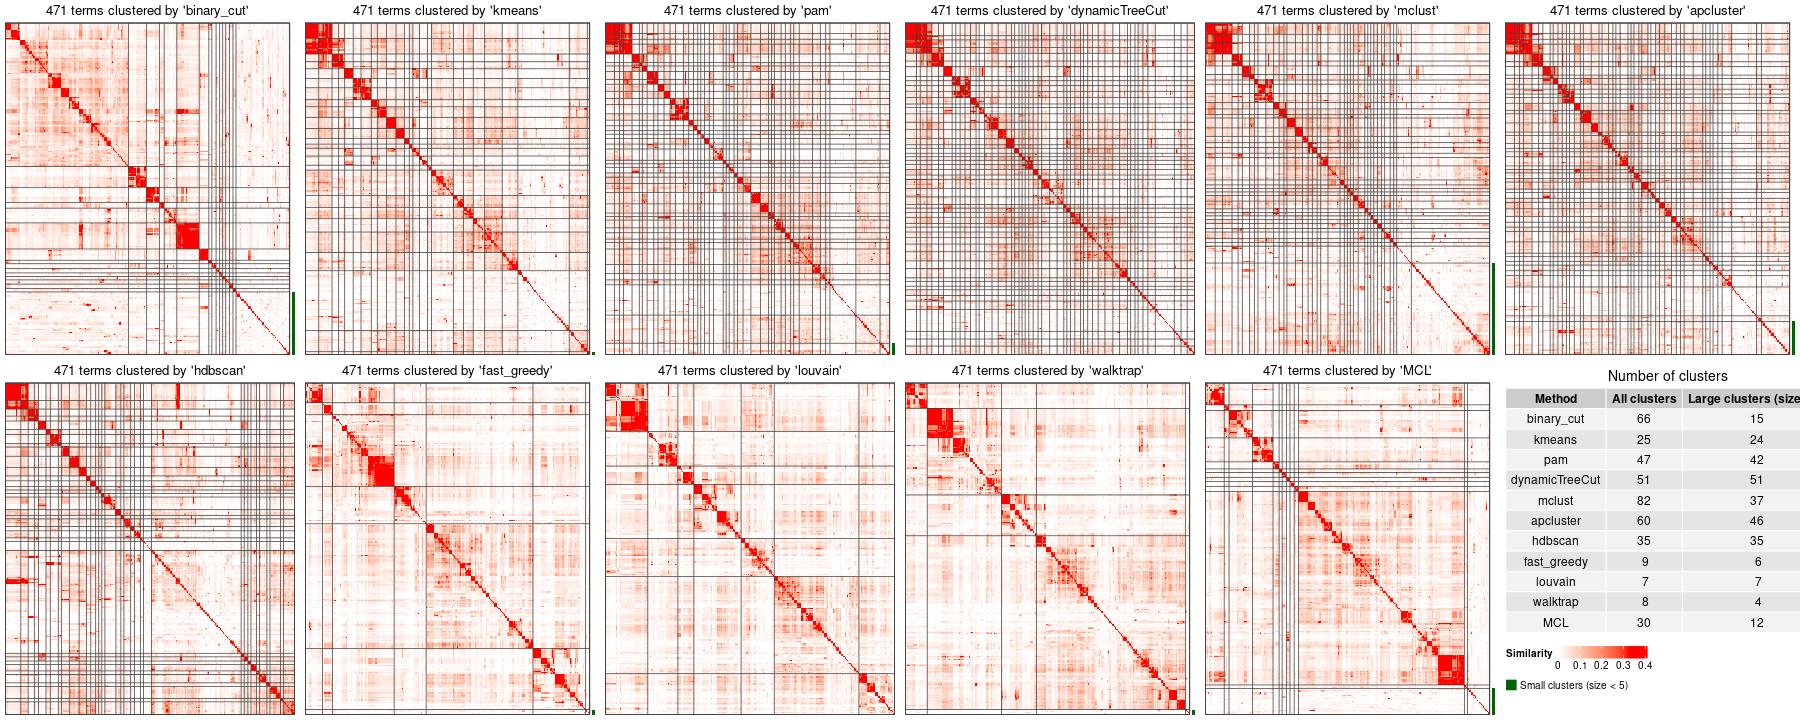 471 terms clustered by 'binary_cut'
471 terms clustered by 'kmeans'
471 terms clustered by 'pam'
471 terms clustered by 'dynamicTreeCut'
471 terms clustered by 'mclust'
471 terms clustered by 'apcluster'
471 terms clustered by 'hdbscan'
471 terms clustered by 'fast_greedy'
471 terms clustered by 'louvain'
471 terms clustered by 'walktrap'
471 terms clustered by 'MCL'
Number of clusters
Method All clusters Large clusters (size
binary_cut 66 15
kmeans 25 24
pam 47 42
dynamicTreeCut 51 51
mclust 82 37
apcluster 60 46
hdbscan 35 35
fast_greedy 9 6
louvain 7 7
walktrap 8 4
MCL 30 12
Similarity
0 0.1 0.2 0.3 0.4
Small clusters (size < 5)